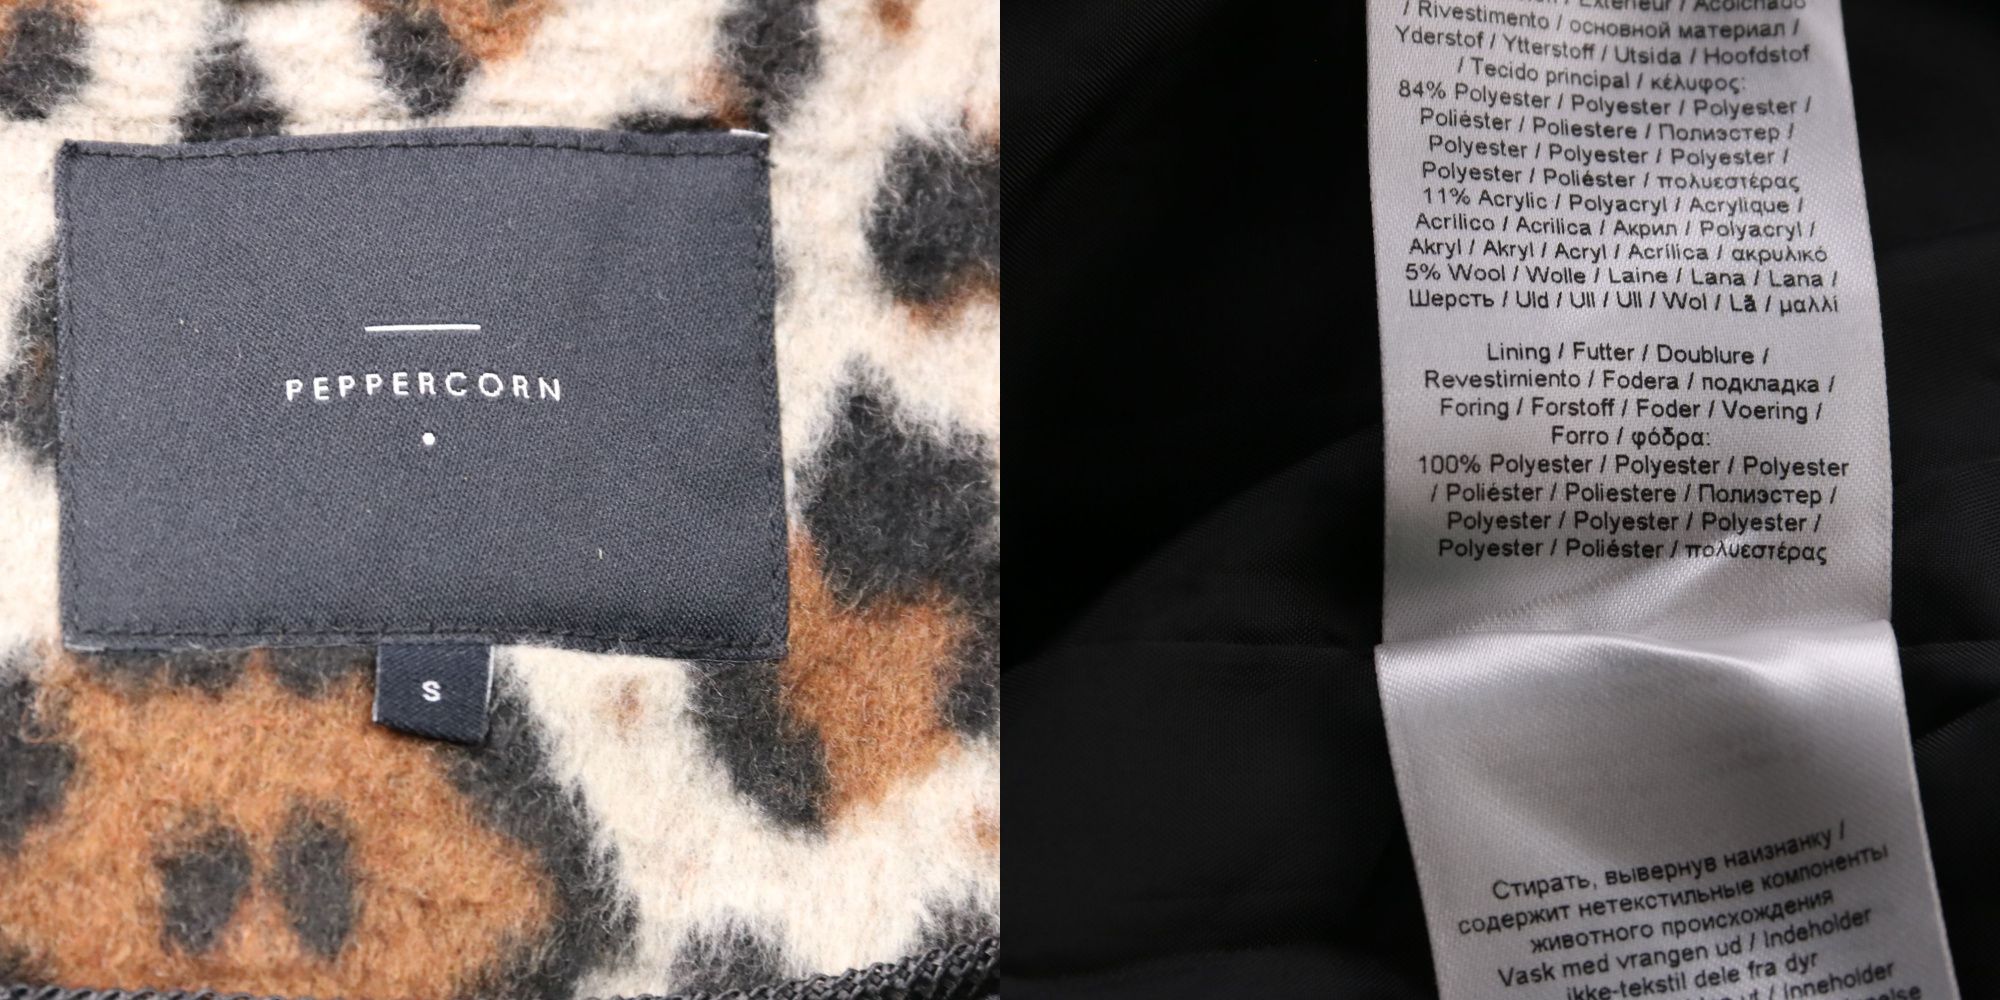 PEPPERCORN
S
/ Exterieur / Acolchado
/ Rivestimento / основной материал /
Yderstof / Ytterstoff / Utsida / Hoofdstof
/ Tecido principal / κέλυφος:
84% Polyester / Polyester / Polyester /
Poliéster / Poliestere / Полиэстер /
Polyester / Polyester / Polyester /
Polyester / Poliéster / πολυεστέρας
11% Acrylic / Polyacryl / Acrylique /
Acrílico / Acrilica / Акрил / Polyacryl /
Akryl / Akryl / Acryl / Acrílica / ακρυλικό
5% Wool / Wolle / Laine / Lana / Lana /
Шерсть / Uld / Ull / Ull / Wol / Lã / μαλλί
Lining / Futter / Doublure /
Revestimiento / Fodera / подкладка /
Foring / Forstoff / Foder / Voering /
Forro / φόδρα:
100% Polyester / Polyester / Polyester
/ Poliéster / Poliestere / Полиэстер /
Polyester / Polyester / Polyester /
Polyester / Poliéster / πολυεστέρας
Стирать, вывернув наизнанку /
содержит нетекстильные компоненты
животного происхождения
Vask med vrangen ud / Indeholder
ikke-tekstil dele fra dyr
ut / Inneholder